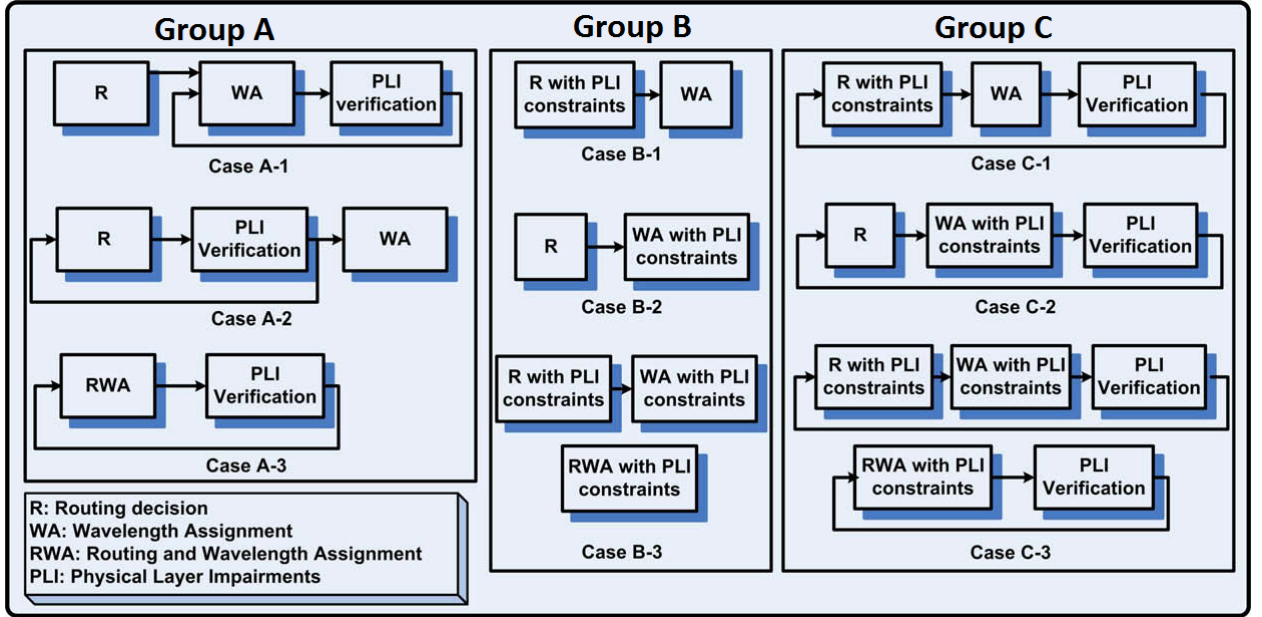 Group A
R
WA
PLI
verification
Case A-1
R
PLI
Verification
WA
Case A-2
RWA
PLI
Verification
Case A-3
R: Routing decision
WA: Wavelength Assignment
RWA: Routing and Wavelength Assignment
PLI: Physical Layer Impairments
Group B
R with PLI
constraints
WA
Case B-1
R
WA with PLI
constraints
Case B-2
R with PLI
constraints
WA with PLI
constraints
RWA with PLI
constraints
Case B-3
Group C
R with PLI
constraints
WA
PLI
Verification
Case C-1
R
WA with PLI
constraints
PLI
Verification
Case C-2
R with PLI
constraints
WA with PLI
constraints
PLI
Verification
RWA with PLI
constraints
PLI
Verification
Case C-3